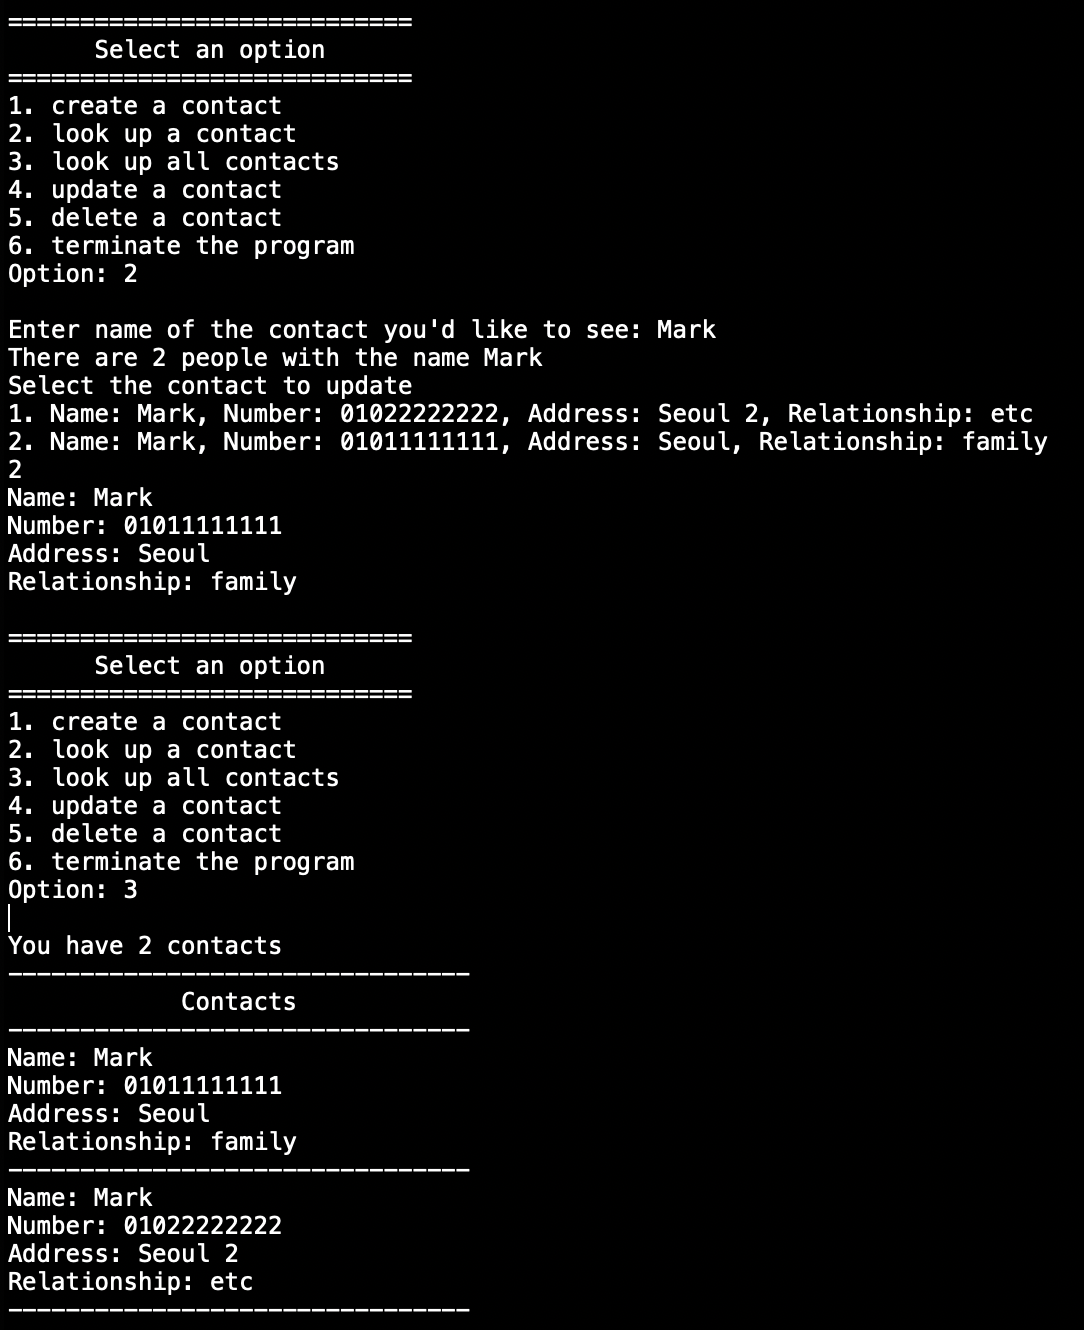 ============================
      Select an option
============================
1. create a contact
2. look up a contact
3. look up all contacts
4. update a contact
5. delete a contact
6. terminate the program
Option: 2

Enter name of the contact you'd like to see: Mark
There are 2 people with the name Mark
Select the contact to update
1. Name: Mark, Number: 01022222222, Address: Seoul 2, Relationship: etc
2. Name: Mark, Number: 01011111111, Address: Seoul, Relationship: family
2
Name: Mark
Number: 01011111111
Address: Seoul
Relationship: family

============================
      Select an option
============================
1. create a contact
2. look up a contact
3. look up all contacts
4. update a contact
5. delete a contact
6. terminate the program
Option: 3

You have 2 contacts
--------------------------------
            Contacts
--------------------------------
Name: Mark
Number: 01011111111
Address: Seoul
Relationship: family
--------------------------------
Name: Mark
Number: 01022222222
Address: Seoul 2
Relationship: etc
--------------------------------